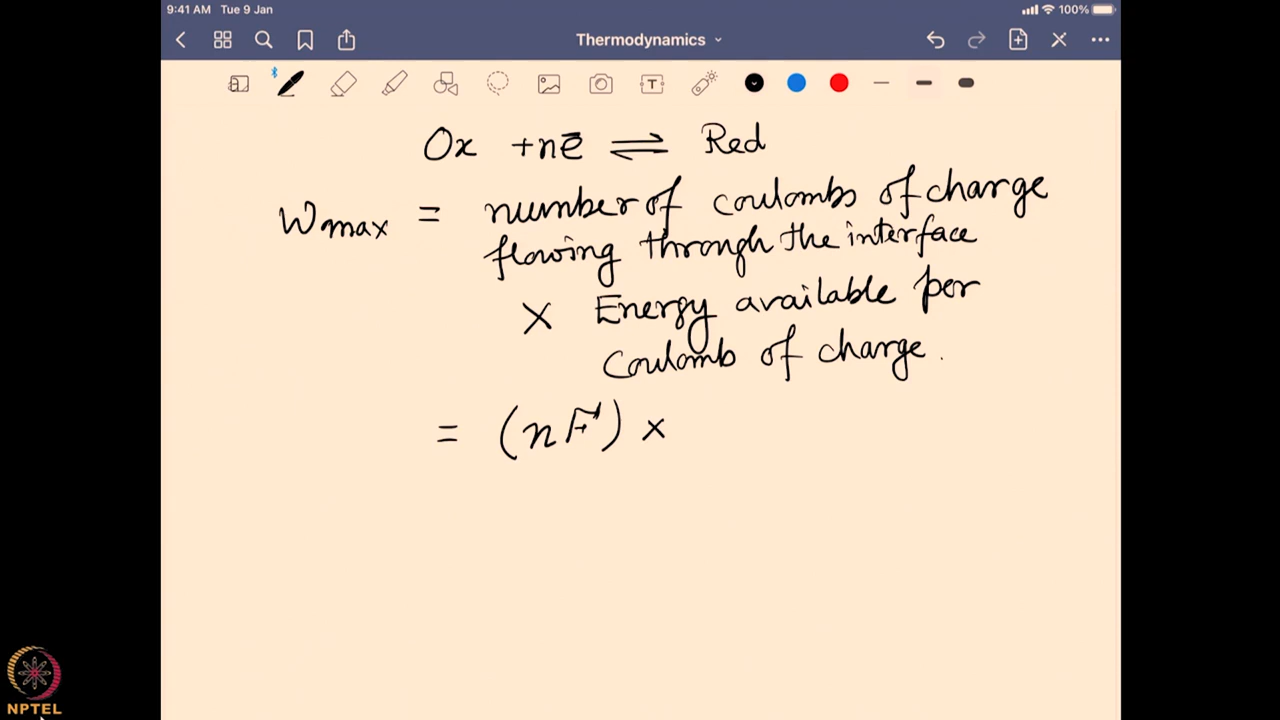 9:41 AM Tue 9 Jan
100%
Thermodynamics
T
Ox + nē ⇌ Red
Wmax = number of coulombs of charge
flowing through the interface
× Energy available per
Coulomb of charge.
= (nF) ×
NPTEL